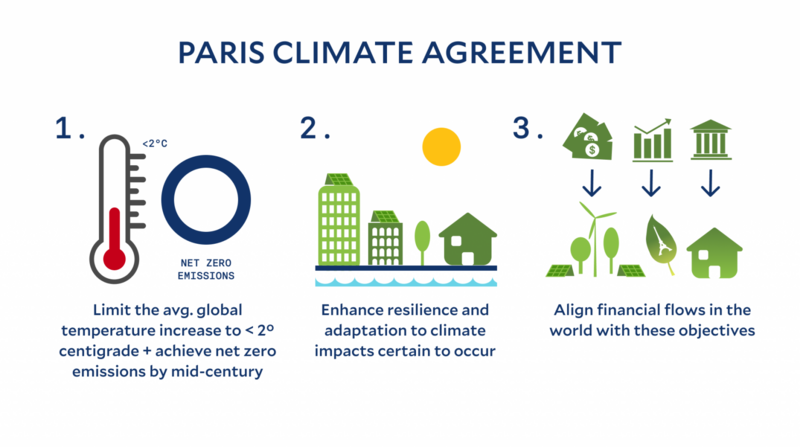 PARIS CLIMATE AGREEMENT
1.
<2°C
NET ZERO
EMISSIONS
Limit the avg. global
temperature increase to < 2º
centigrade + achieve net zero
emissions by mid-century
2.
Enhance resilience and
adaptation to climate
impacts certain to occur
3.
$
Align financial flows in the
world with these objectives